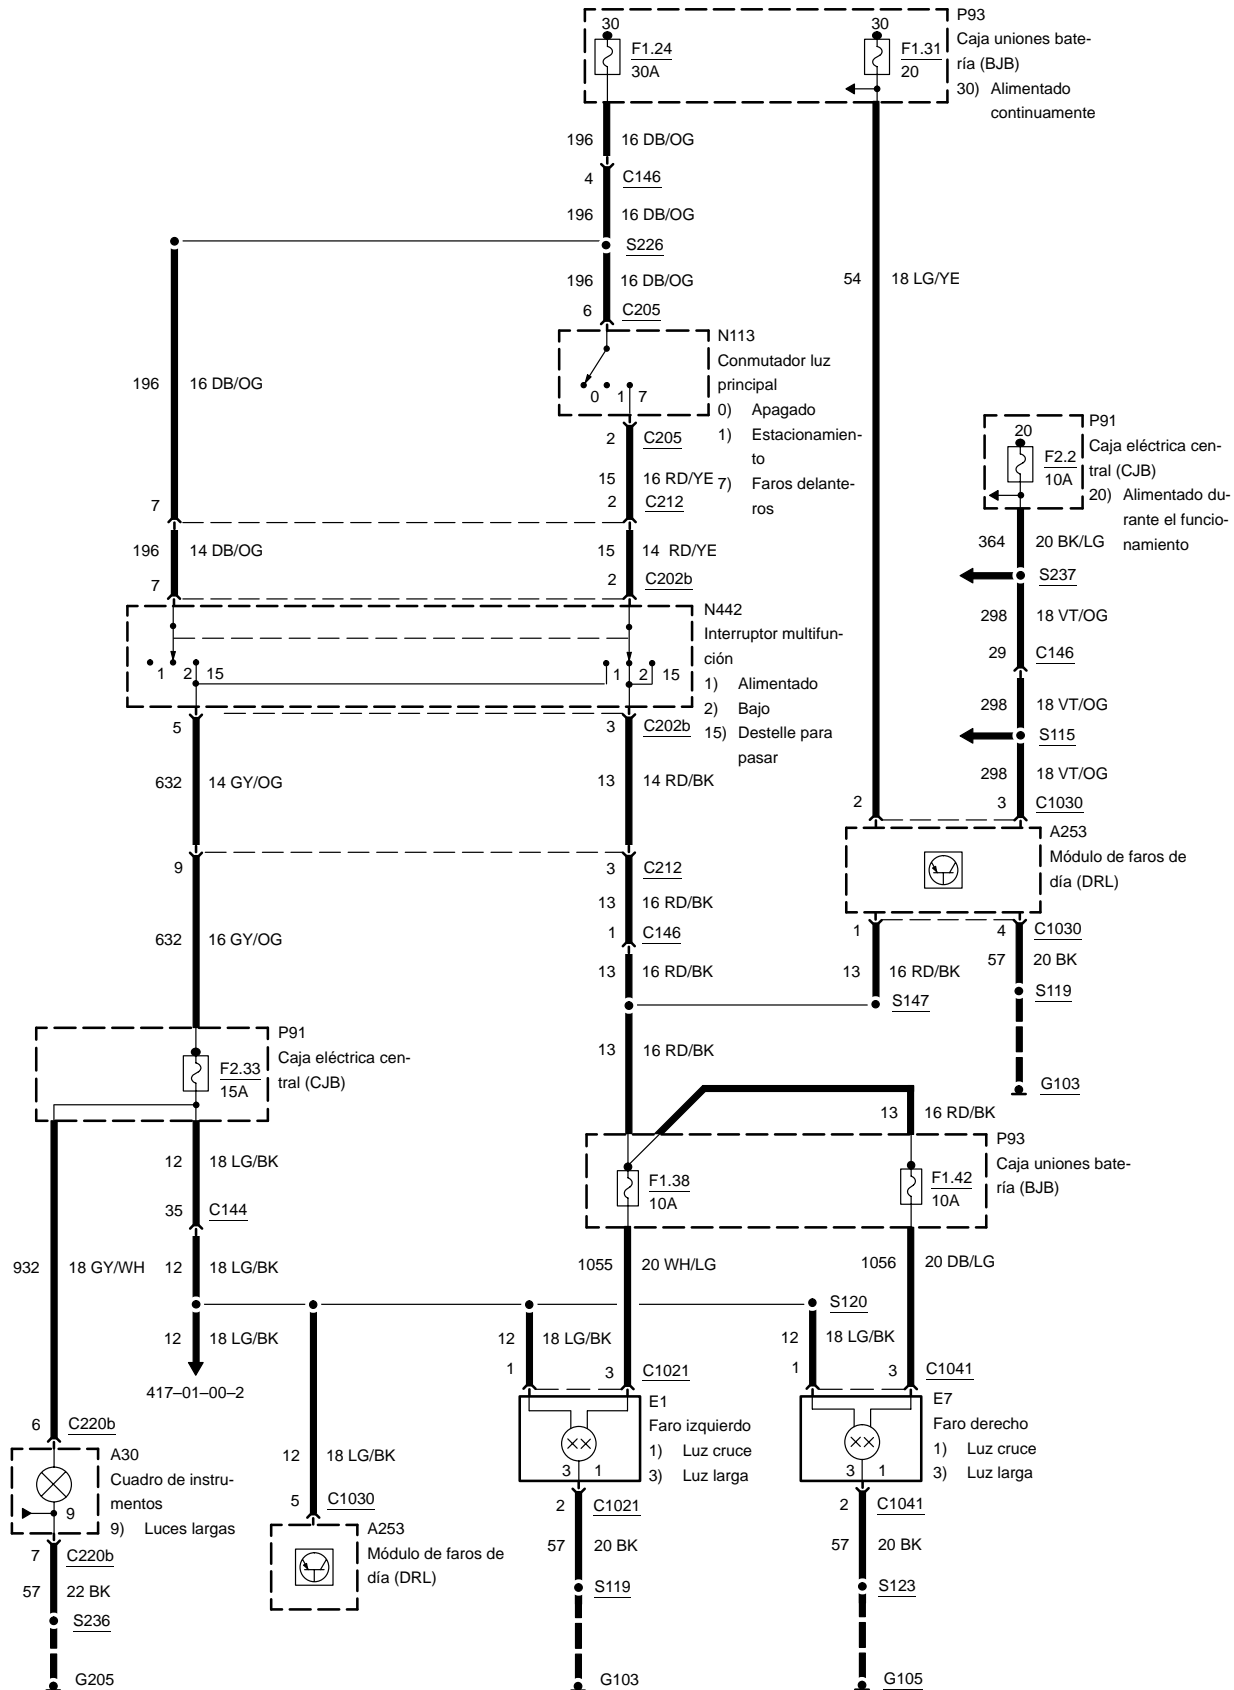 P93
Caja uniones bate-
ría (BJB)
30) Alimentado
continuamente
30
F1.24
30A
30
F1.31
20
196
16 DB/OG
4
C146
196
16 DB/OG
S226
196
16 DB/OG
6
C205
54
18 LG/YE
N113
Conmutador luz
principal
0) Apagado
1) Estacionamien-
to
7) Faros delante-
ros
0 1 7
196
16 DB/OG
2
C205
15
16 RD/YE
2
C212
7
196
14 DB/OG
15
14 RD/YE
7
2
C202b
P91
Caja eléctrica cen-
tral (CJB)
20) Alimentado du-
rante el funcio-
namiento
20
F2.2
10A
364
20 BK/LG
S237
298
18 VT/OG
29
C146
298
18 VT/OG
S115
298
18 VT/OG
2
3
C1030
N442
Interruptor multifun-
ción
1) Alimentado
2) Bajo
15) Destelle para
pasar
1 2 15
1 2 15
5
3
C202b
632
14 GY/OG
13
14 RD/BK
9
3
C212
13
16 RD/BK
632
16 GY/OG
1
C146
13
16 RD/BK
A253
Módulo de faros de
día (DRL)
1
4
C1030
13
16 RD/BK
57
20 BK
S147
S119
G103
13
16 RD/BK
P91
Caja eléctrica cen-
tral (CJB)
F2.33
15A
13
16 RD/BK
P93
Caja uniones bate-
ría (BJB)
F1.38
10A
F1.42
10A
12
18 LG/BK
35
C144
932
18 GY/WH
12
18 LG/BK
1055
20 WH/LG
1056
20 DB/LG
S120
12
18 LG/BK
12
18 LG/BK
12
18 LG/BK
417–01–00–2
1
3
C1021
1
3
C1041
E1
Faro izquierdo
1) Luz cruce
3) Luz larga
3 1
E7
Faro derecho
1) Luz cruce
3) Luz larga
3 1
6
C220b
A30
Cuadro de instru-
mentos
9) Luces largas
9
12
18 LG/BK
5
C1030
A253
Módulo de faros de
día (DRL)
2
C1021
2
C1041
7
C220b
57
20 BK
57
20 BK
57
22 BK
S119
S123
S236
G205
G103
G105